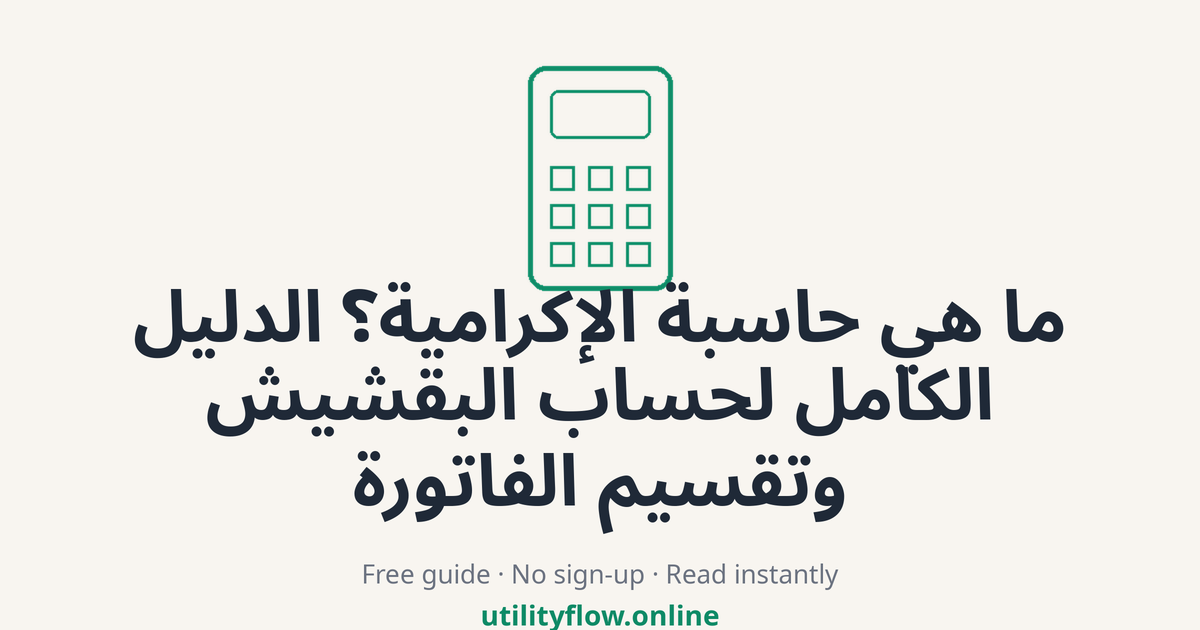 ما هي حاسبة الإكرامية؟ الدليل
الكامل لحساب البقشيش
وتقسيم الفاتورة
Free guide · No sign-up · Read instantly
utilityflow.online